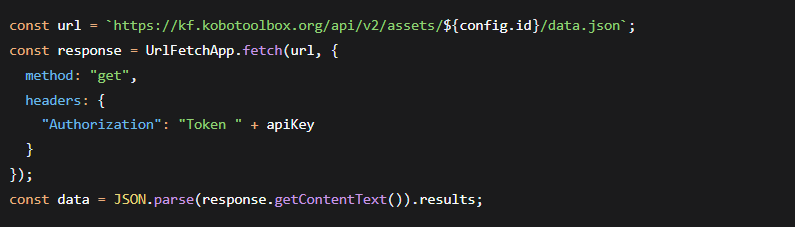 const url = `https://kf.kobotoolbox.org/api/v2/assets/${config.id}/data.json`;
const response = UrlFetchApp.fetch(url, {
  method: "get",
  headers: {
    "Authorization": "Token " + apiKey
  }
});
const data = JSON.parse(response.getContentText()).results;